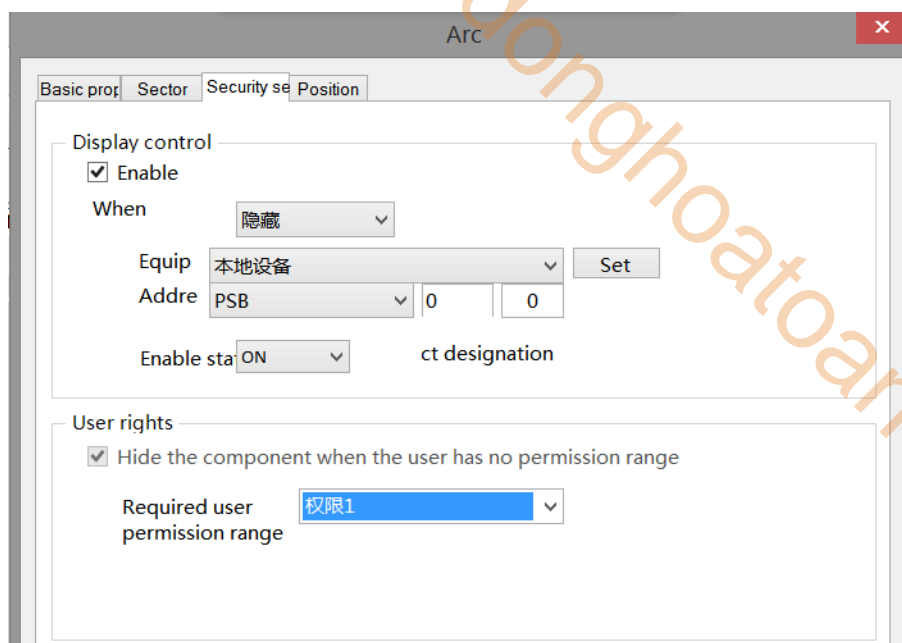 Arc
Basic prop Sector Security se Position
Display control
Enable
When 隐藏
Equip 本地设备 Set
Addre PSB 0 0
Enable stat ON ct designation
User rights
Hide the component when the user has no permission range
Required user 权限1
permission range
donghoatoan